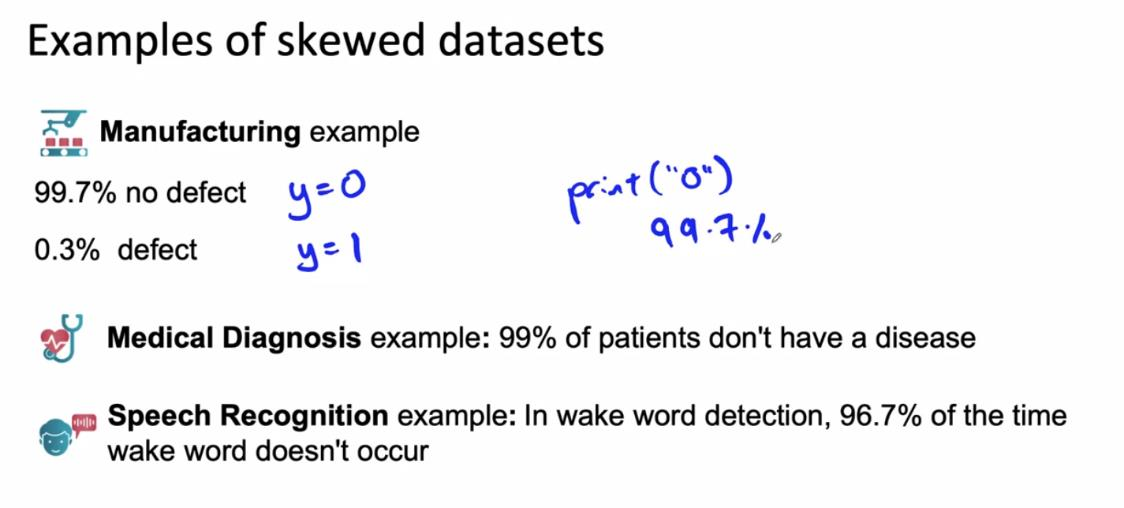 Examples of skewed datasets
Manufacturing example
99.7% no defect y=0
print("0")
0.3% defect y=1
99.7%
Medical Diagnosis example: 99% of patients don't have a disease
Speech Recognition example: In wake word detection, 96.7% of the time
wake word doesn't occur